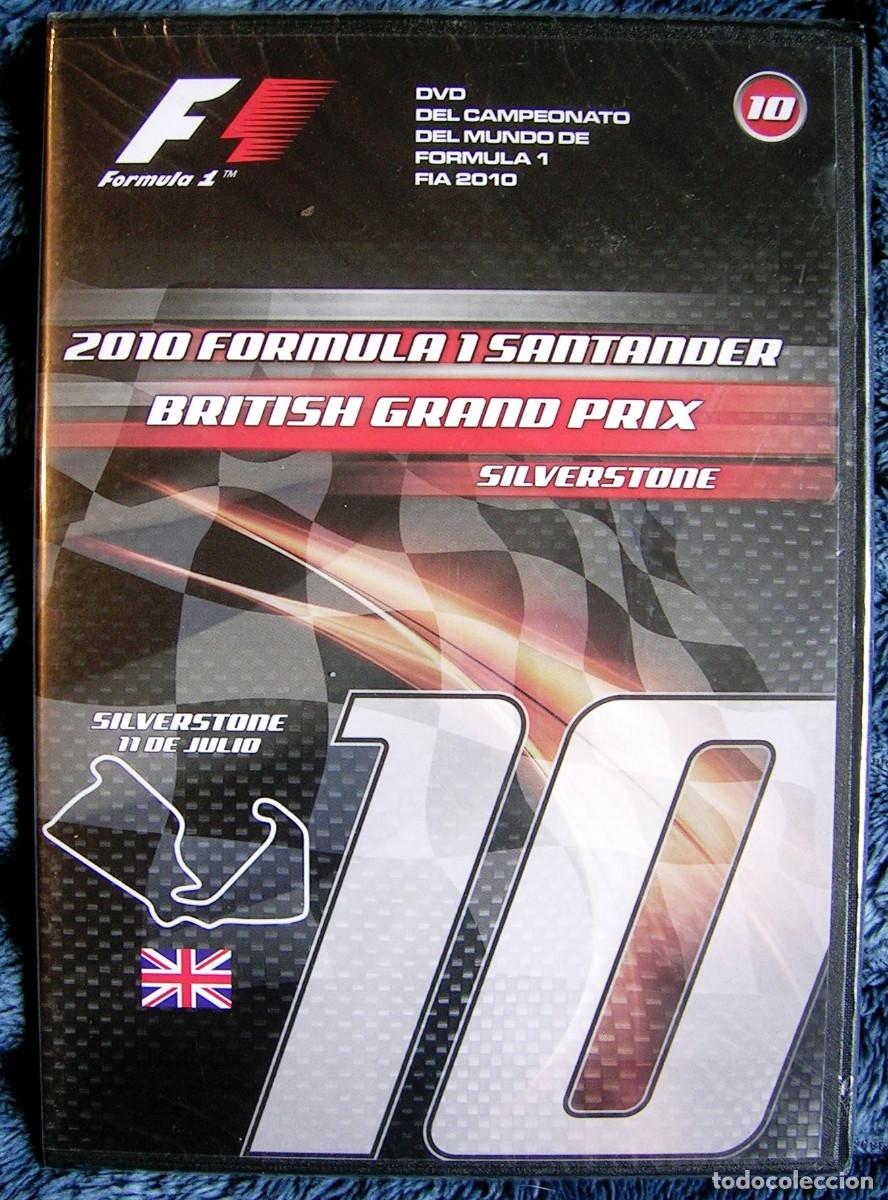 F1
Formula 1™
DVD
DEL CAMPEONATO
DEL MUNDO DE
FORMULA 1
FIA 2010
10
2010 FORMULA 1 SANTANDER
BRITISH GRAND PRIX
SILVERSTONE
SILVERSTONE
11 DE JULIO
10
todocoleccion